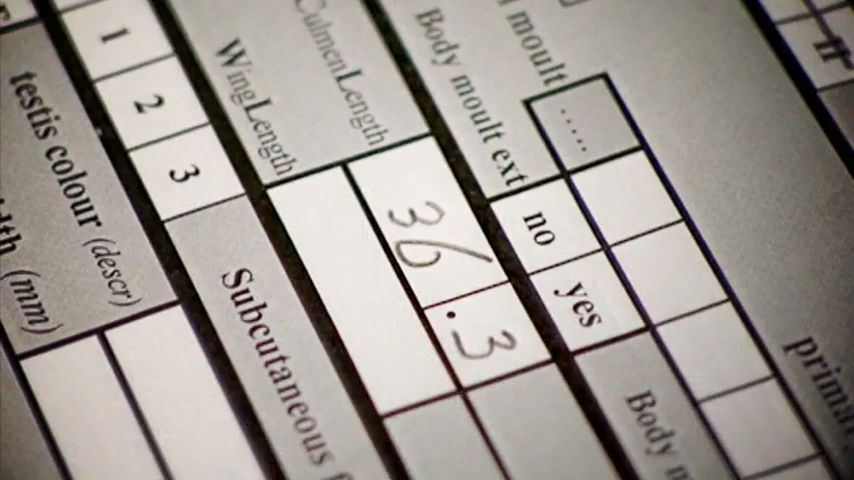 moult .....
Body moult ext no yes Body
CulmenLength 36.3
WingLength
1 2 3 Subcutaneous
testis colour (descr)
(mm)